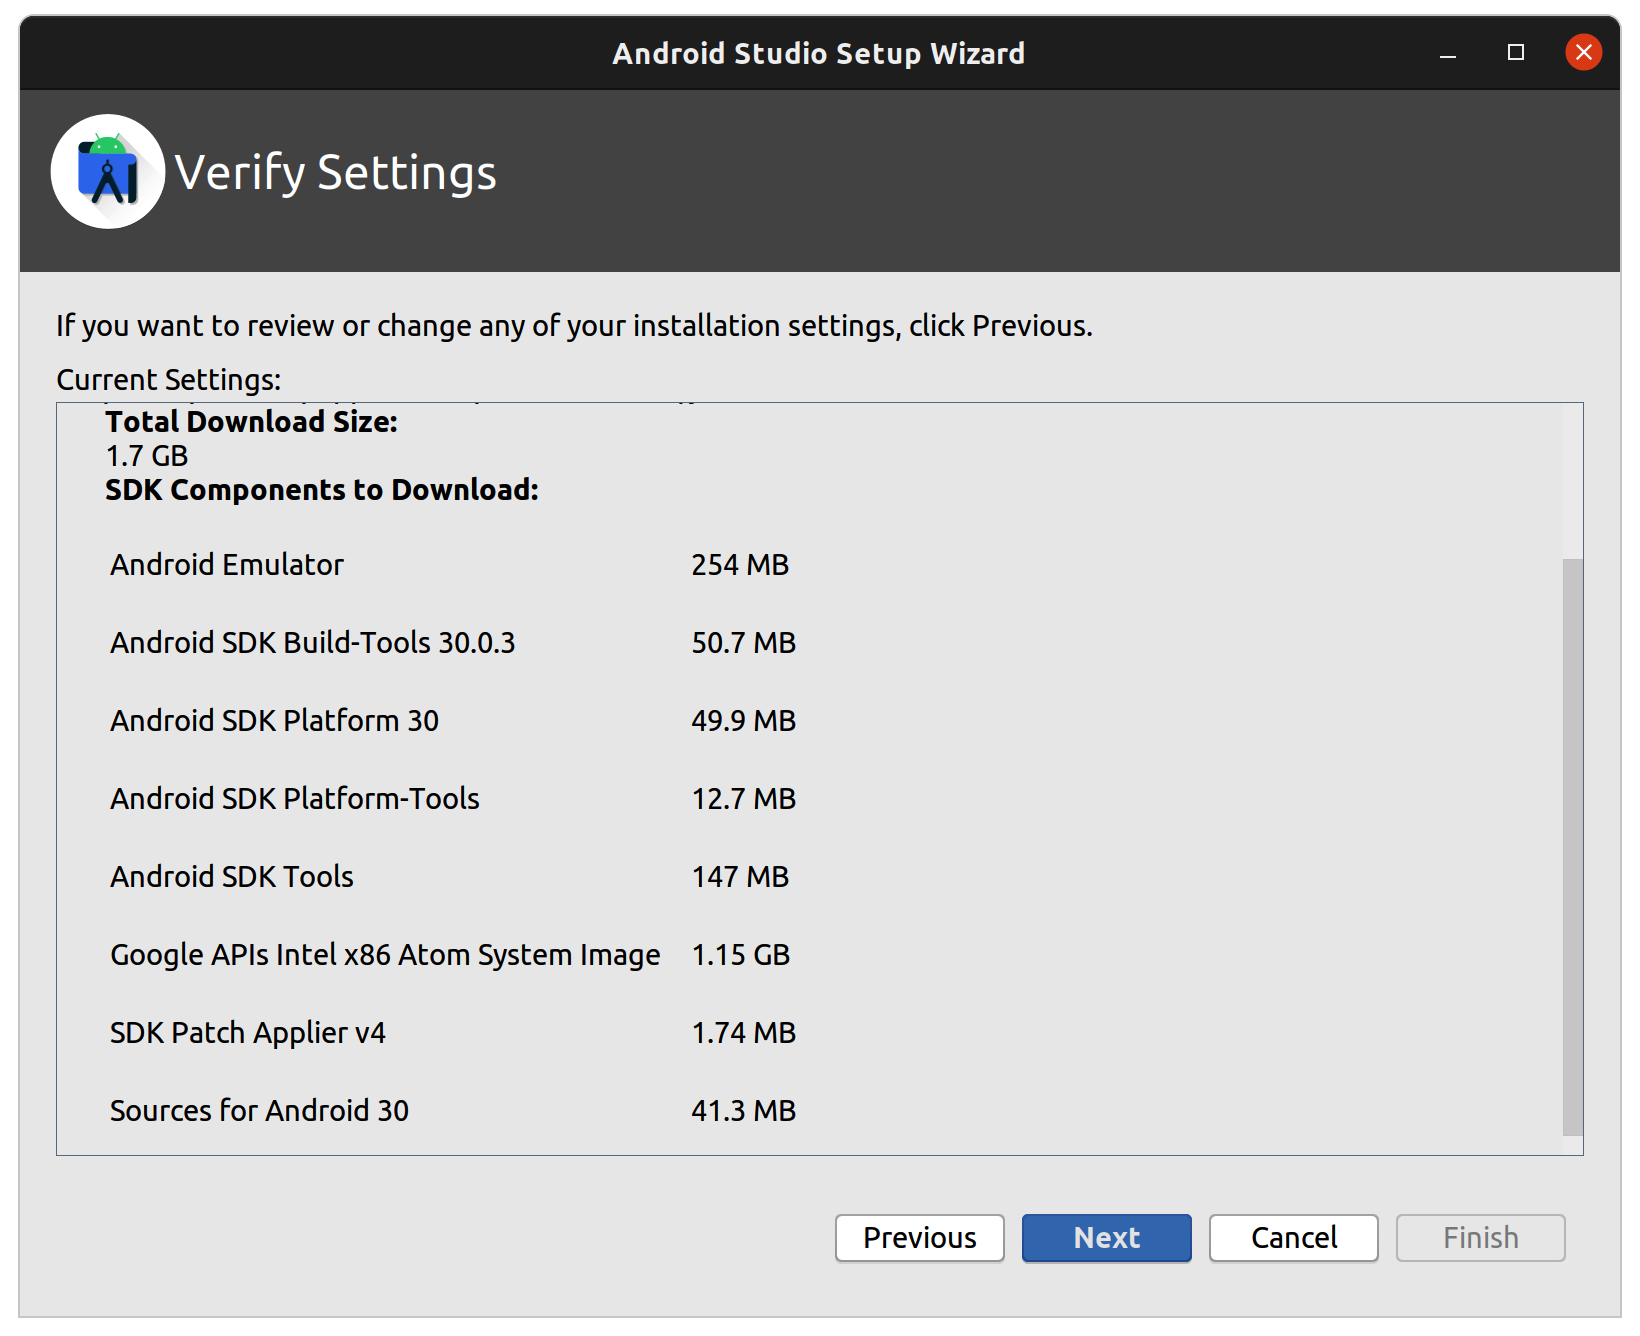 Android Studio Setup Wizard
Verify Settings
If you want to review or change any of your installation settings, click Previous.
Current Settings:
Total Download Size:
1.7 GB
SDK Components to Download:
Android Emulator 254 MB
Android SDK Build-Tools 30.0.3 50.7 MB
Android SDK Platform 30 49.9 MB
Android SDK Platform-Tools 12.7 MB
Android SDK Tools 147 MB
Google APIs Intel x86 Atom System Image 1.15 GB
SDK Patch Applier v4 1.74 MB
Sources for Android 30 41.3 MB
Previous Next Cancel Finish